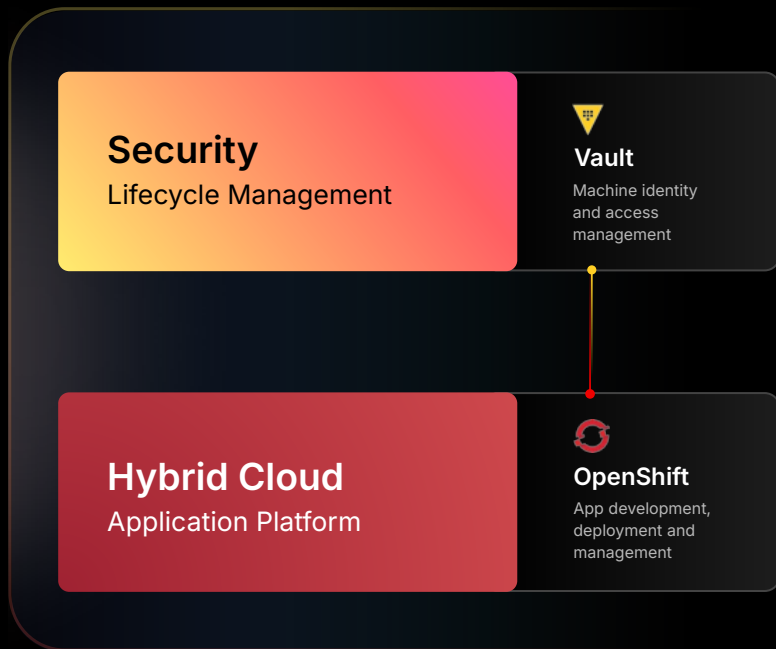 Security
Lifecycle Management
Vault
Machine identity
and access
management
Hybrid Cloud
Application Platform
OpenShift
App development,
deployment and
management